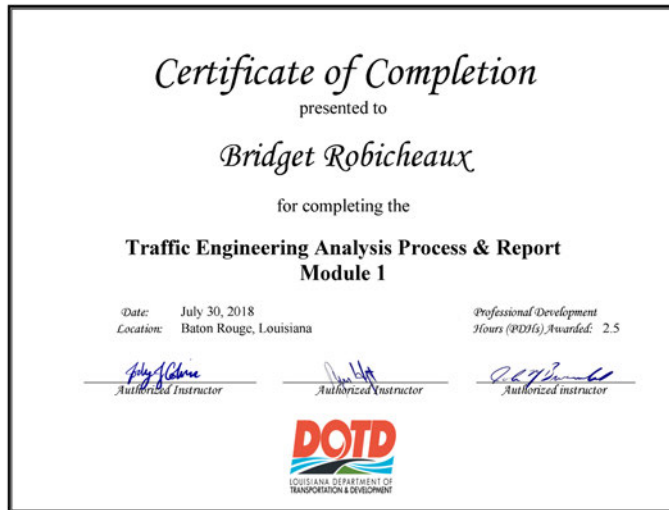 Certificate of Completion
presented to
Bridget Robicheaux
for completing the
Traffic Engineering Analysis Process & Report
Module 1
Date: July 30, 2018
Location: Baton Rouge, Louisiana
Professional Development
Hours (PDHs) Awarded: 2.5
Authorized Instructor
Authorized Instructor
Authorized instructor
DOTD
LOUISIANA DEPARTMENT OF
TRANSPORTATION & DEVELOPMENT